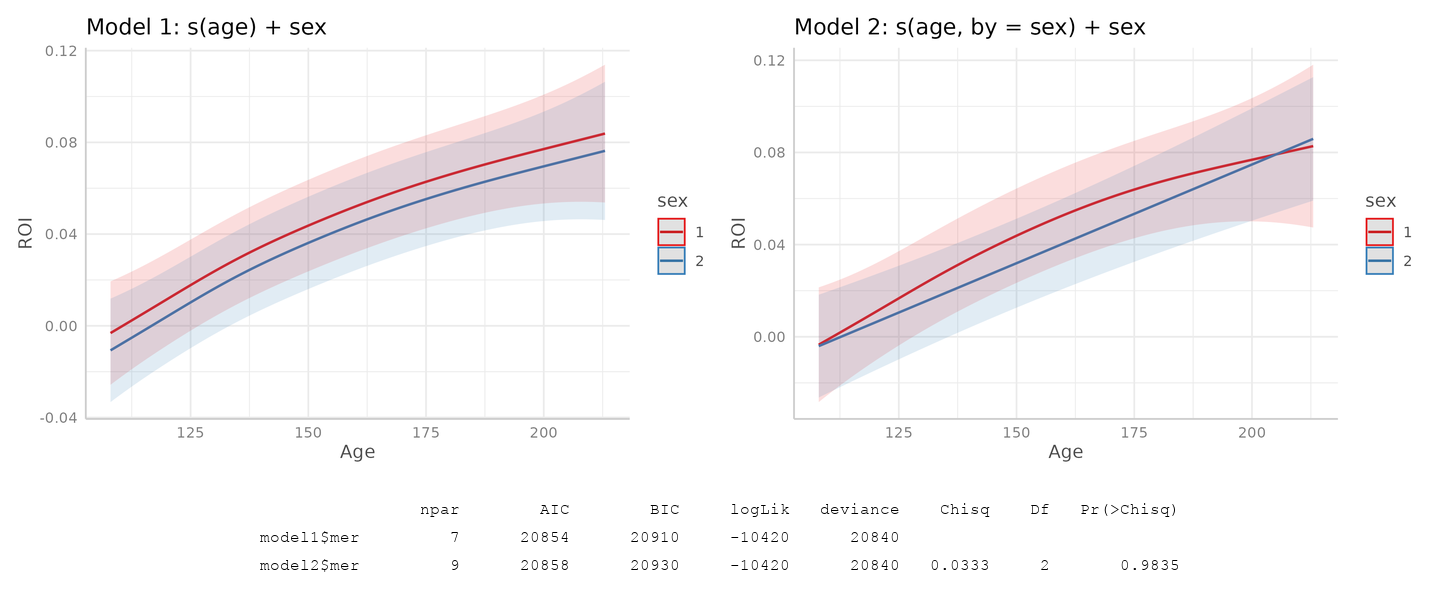 Model 1: s(age) + sex
0.12
0.08
0.04
0.00
-0.04
ROI
125 150 175 200
Age
sex
1
2
Model 2: s(age, by = sex) + sex
0.12
0.08
0.04
0.00
ROI
125 150 175 200
Age
sex
1
2
npar AIC BIC logLik deviance Chisq Df Pr(>Chisq)
model1$mer 7 20854 20910 -10420 20840
model2$mer 9 20858 20930 -10420 20840 0.0333 2 0.9835